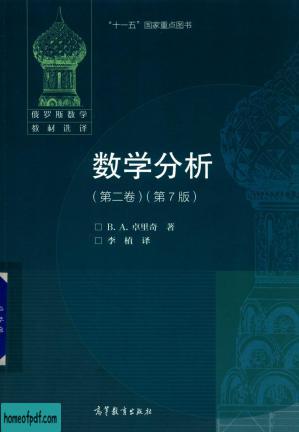 “十一五”国家重点图书
俄罗斯数学
教材选译
数学分析
(第二卷)(第7版)
B. A. 卓里奇 著
李植 译
高等教育出版社
homeofpdf.com